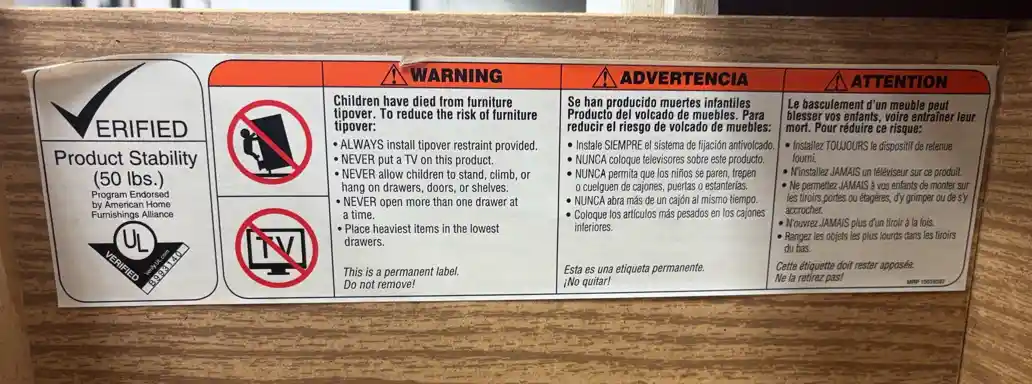 VERIFIED
Product Stability
(50 lbs.)
Program Endorsed
by American Home
Furnishings Alliance
UL
VERIFIED
verify.UL.com
B993140
TV
WARNING
Children have died from furniture
tipover. To reduce the risk of furniture
tipover:
• ALWAYS install tipover restraint provided.
• NEVER put a TV on this product.
• NEVER allow children to stand, climb, or
hang on drawers, doors, or shelves.
• NEVER open more than one drawer at
a time.
• Place heaviest items in the lowest
drawers.
This is a permanent label.
Do not remove!
ADVERTENCIA
Se han producido muertes infantiles
Producto del volcado de muebles. Para
reducir el riesgo de volcado de muebles:
• Instale SIEMPRE el sistema de fijación antivolcado.
• NUNCA coloque televisores sobre este producto.
• NUNCA permita que los niños se paren, trepen
o cuelguen de cajones, puertas o estanterías.
• NUNCA abra más de un cajón al mismo tiempo.
• Coloque los artículos más pesados en los cajones
inferiores.
Esta es una etiqueta permanente.
¡No quitar!
ATTENTION
Le basculement d'un meuble peut
blesser vos enfants, voire entraîner leur
mort. Pour réduire ce risque:
• Installez TOUJOURS le dispositif de retenue
fourni.
• N'installez JAMAIS un téléviseur sur ce produit.
• Ne permettez JAMAIS à vos enfants de monter sur
les tiroirs, portes ou étagères, d'y grimper ou de s'y
accrocher.
• N'ouvrez JAMAIS plus d'un tiroir à la fois.
• Rangez les objets les plus lourds dans les tiroirs
du bas.
Cette étiquette doit rester apposée.
Ne la retirez pas!